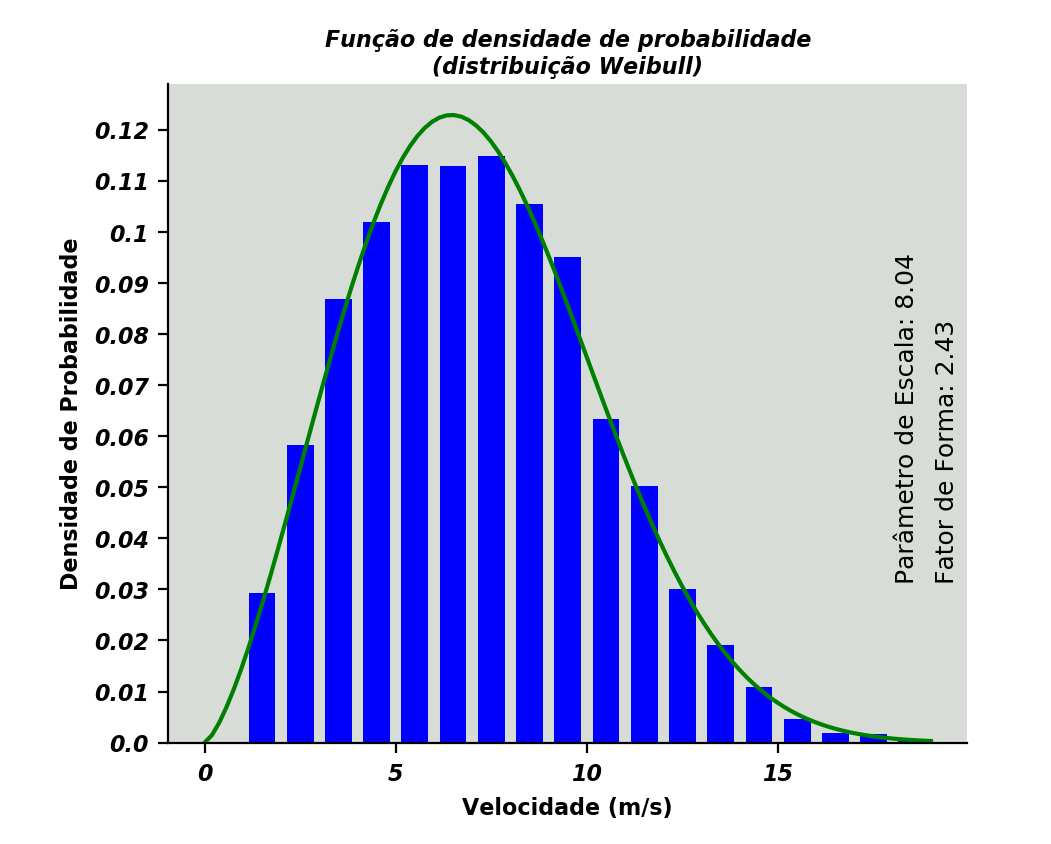 Função de densidade de probabilidade
(distribuição Weibull)
Densidade de Probabilidade
0.12
0.11
0.1
0.09
0.08
0.07
0.06
0.05
0.04
0.03
0.02
0.01
0.0
0
5
10
15
Velocidade (m/s)
Parâmetro de Escala: 8.04
Fator de Forma: 2.43